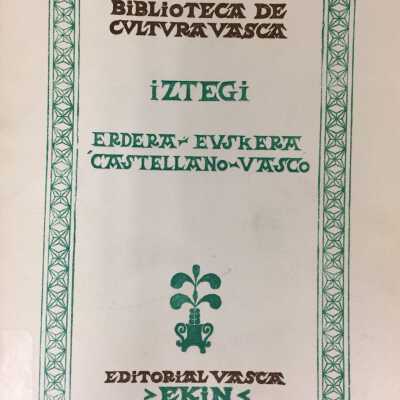 BIBLIOTECA DE
CVLTVRA VASCA
iZTEGi
ERDERA-EVSKERA
CASTELLANO-VASCO
EDITORIAL VASCA
>EKIN<